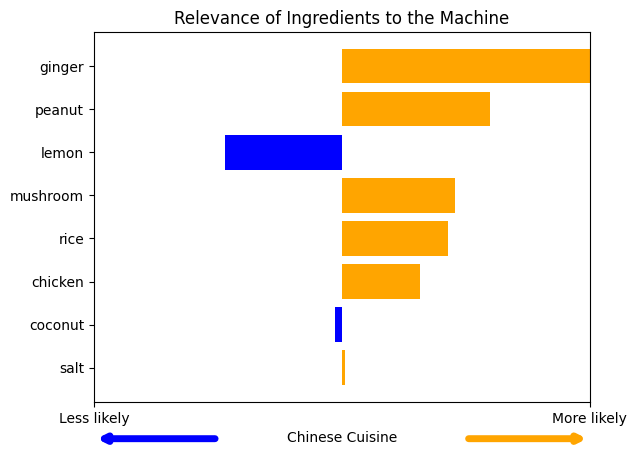 Relevance of Ingredients to the Machine
ginger
peanut
lemon
mushroom
rice
chicken
coconut
salt
Less likely
More likely
Chinese Cuisine